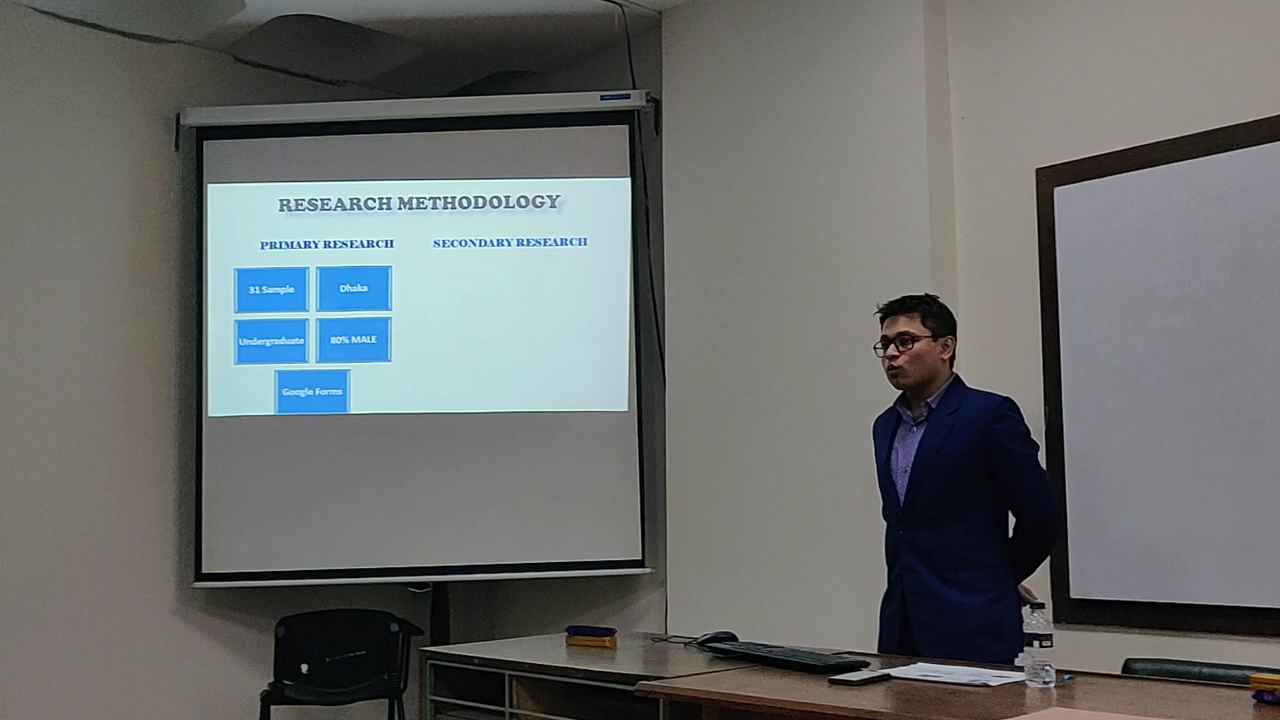 RESEARCH METHODOLOGY
PRIMARY RESEARCH
SECONDARY RESEARCH
31 Sample
Dhaka
Undergraduate
80% MALE
Google Forms